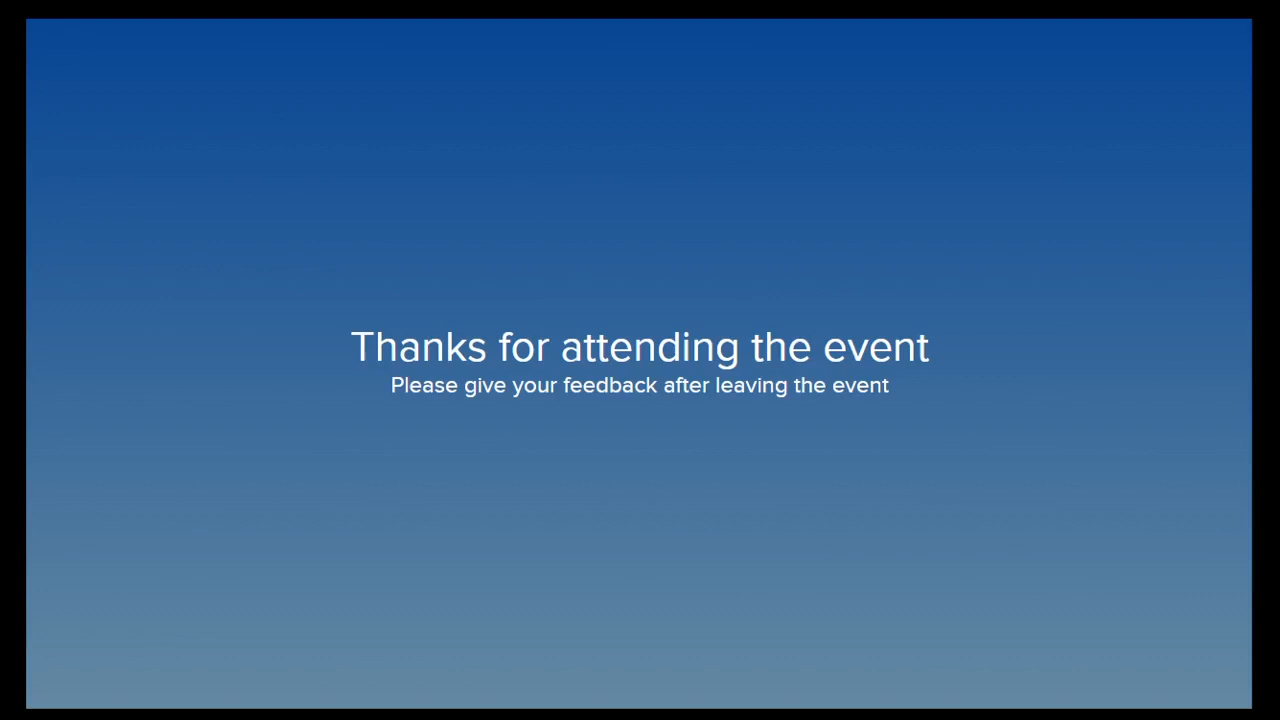 Thanks for attending the event
Please give your feedback after leaving the event